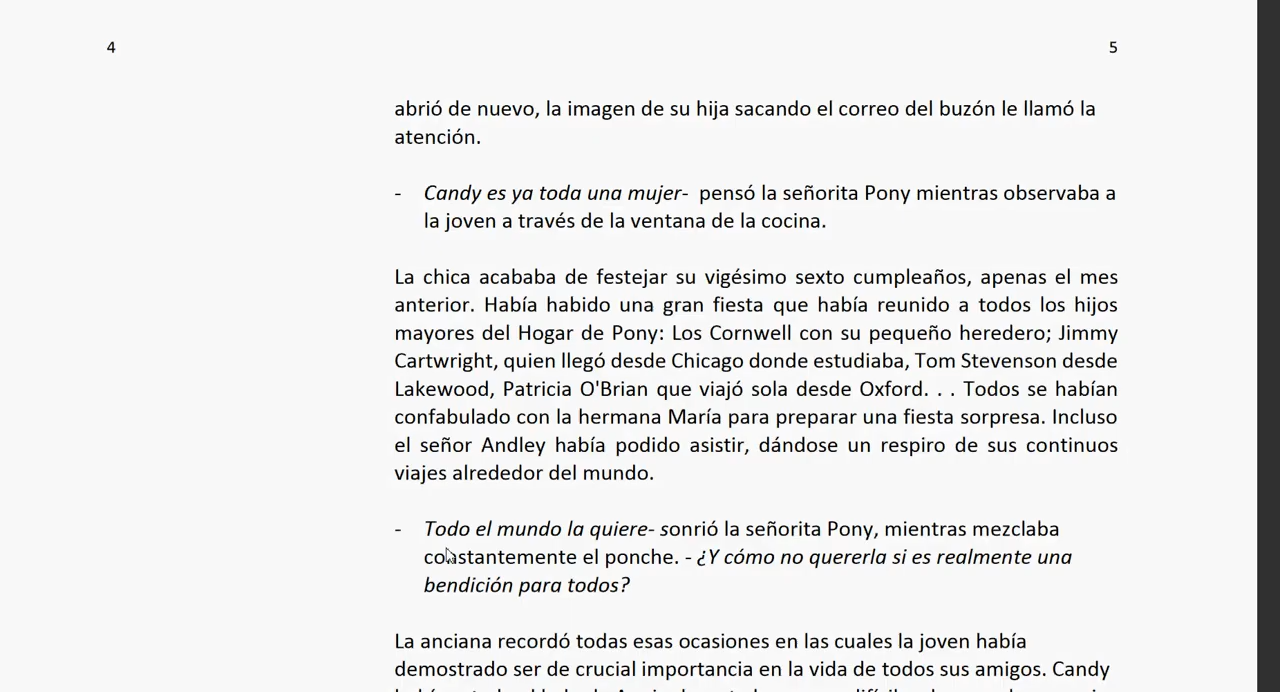 4
5
abrió de nuevo, la imagen de su hija sacando el correo del buzón le llamó la
atención.
- Candy es ya toda una mujer- pensó la señorita Pony mientras observaba a
la joven a través de la ventana de la cocina.
La chica acababa de festejar su vigésimo sexto cumpleaños, apenas el mes
anterior. Había habido una gran fiesta que había reunido a todos los hijos
mayores del Hogar de Pony: Los Cornwell con su pequeño heredero; Jimmy
Cartwright, quien llegó desde Chicago donde estudiaba, Tom Stevenson desde
Lakewood, Patricia O'Brian que viajó sola desde Oxford. . . Todos se habían
confabulado con la hermana María para preparar una fiesta sorpresa. Incluso
el señor Andley había podido asistir, dándose un respiro de sus continuos
viajes alrededor del mundo.
- Todo el mundo la quiere- sonrió la señorita Pony, mientras mezclaba
constantemente el ponche. - ¿Y cómo no quererla si es realmente una
bendición para todos?
La anciana recordó todas esas ocasiones en las cuales la joven había
demostrado ser de crucial importancia en la vida de todos sus amigos. Candy